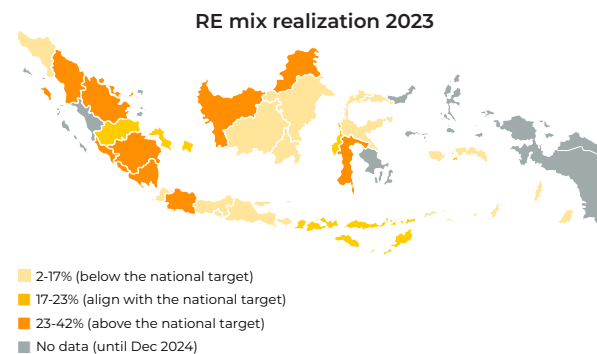 RE mix realization 2023
2-17% (below the national target)
17-23% (align with the national target)
23-42% (above the national target)
No data (until Dec 2024)